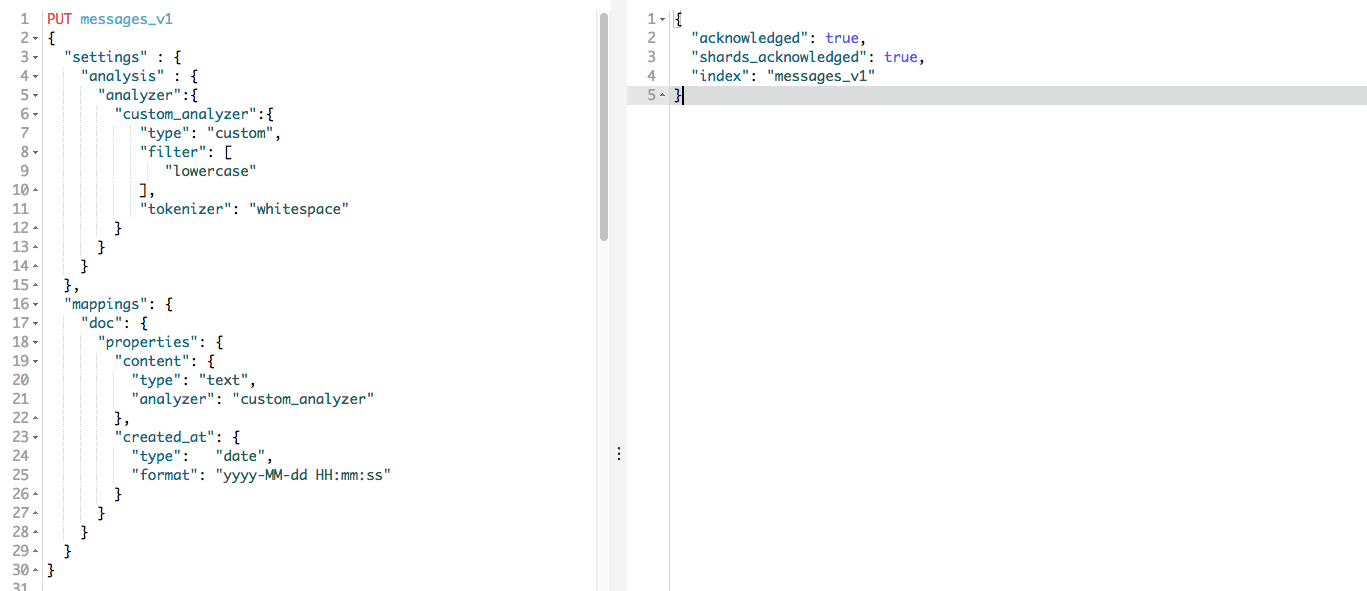 1 PUT messages_v1
2 {
3   "settings" : {
4     "analysis" : {
5       "analyzer":{
6         "custom_analyzer":{
7            "type": "custom",
8            "filter": [
9               "lowercase"
10            ],
11            "tokenizer": "whitespace"
12         }
13       }
14     }
15   },
16   "mappings": {
17     "doc": {
18       "properties": {
19         "content": {
20           "type": "text",
21           "analyzer": "custom_analyzer"
22         },
23         "created_at": {
24           "type":   "date",
25           "format": "yyyy-MM-dd HH:mm:ss"
26         }
27       }
28     }
29   }
30 }
31
1 {
2   "acknowledged": true,
3   "shards_acknowledged": true,
4   "index": "messages_v1"
5 }